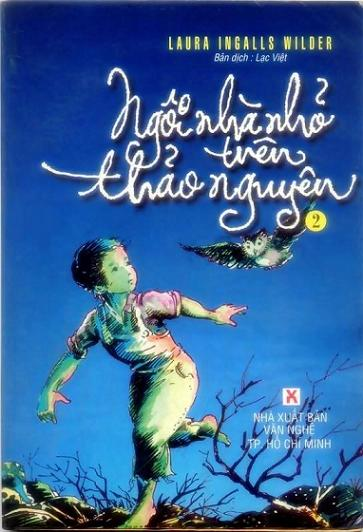 LAURA INGALLS WILDER
Bản dịch : Lạc Việt
Ngôi nhà nhỏ
trên
thảo nguyên
2
X
NHÀ XUẤT BẢN
VĂN NGHỆ
TP. HỒ CHÍ MINH